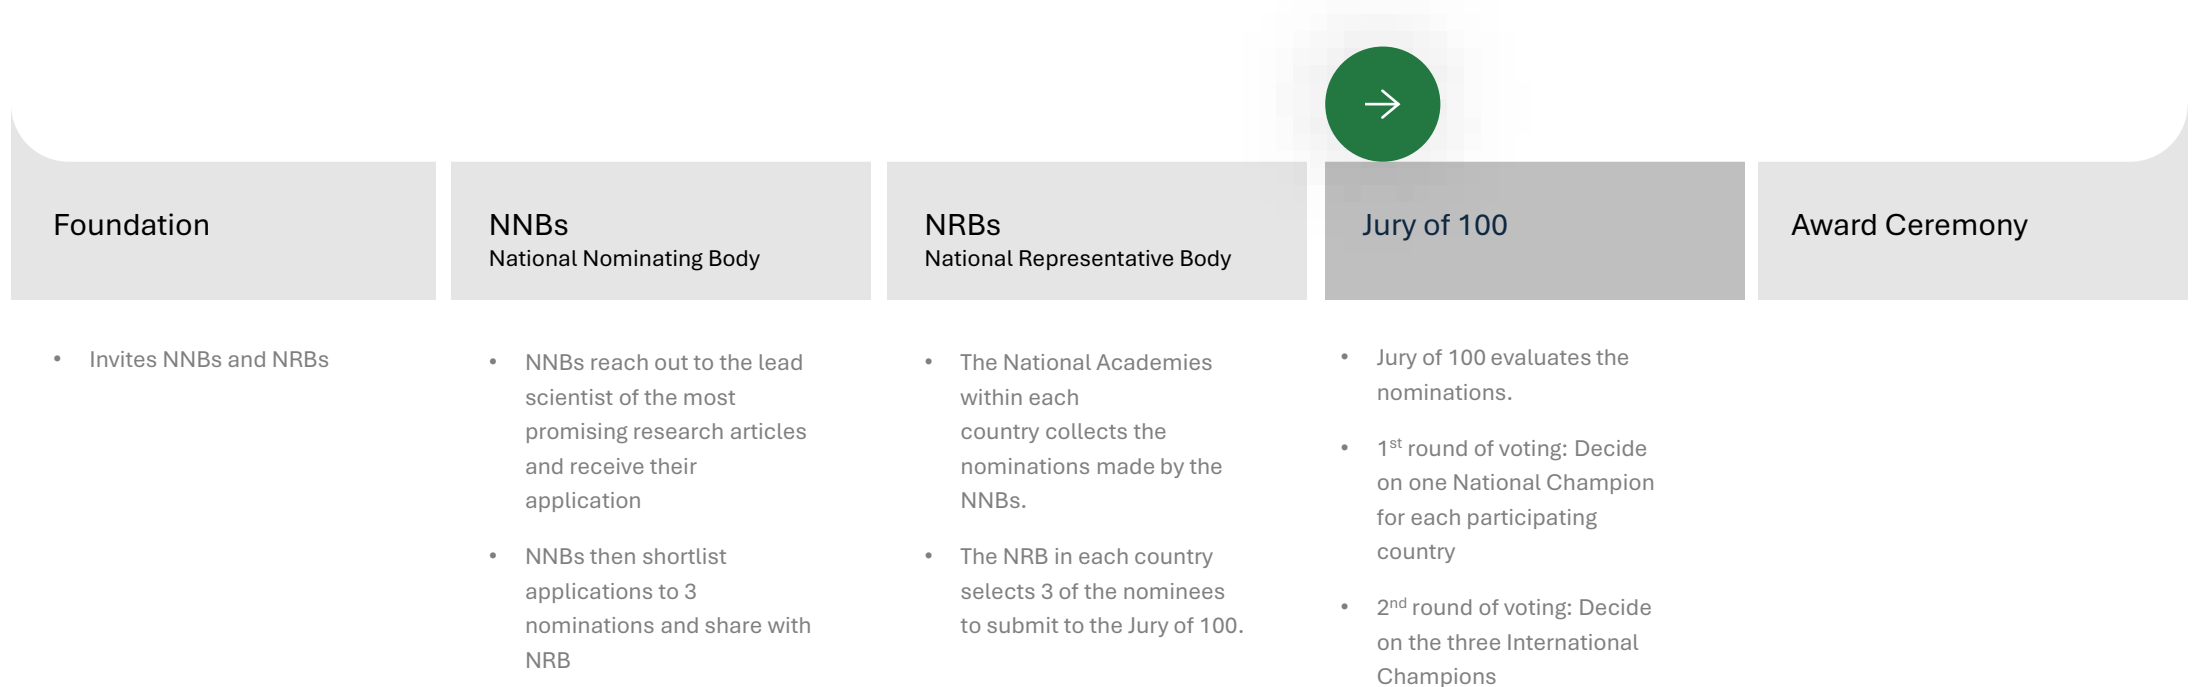 Foundation
• Invites NNBs and NRBs
NNBs
National Nominating Body
• NNBs reach out to the lead
scientist of the most
promising research articles
and receive their
application
• NNBs then shortlist
applications to 3
nominations and share with
NRB
NRBs
National Representative Body
• The National Academies
within each
country collects the
nominations made by the
NNBs.
• The NRB in each country
selects 3 of the nominees
to submit to the Jury of 100.
Jury of 100
• Jury of 100 evaluates the
nominations.
• 1st round of voting: Decide
on one National Champion
for each participating
country
• 2nd round of voting: Decide
on the three International
Champions
Award Ceremony